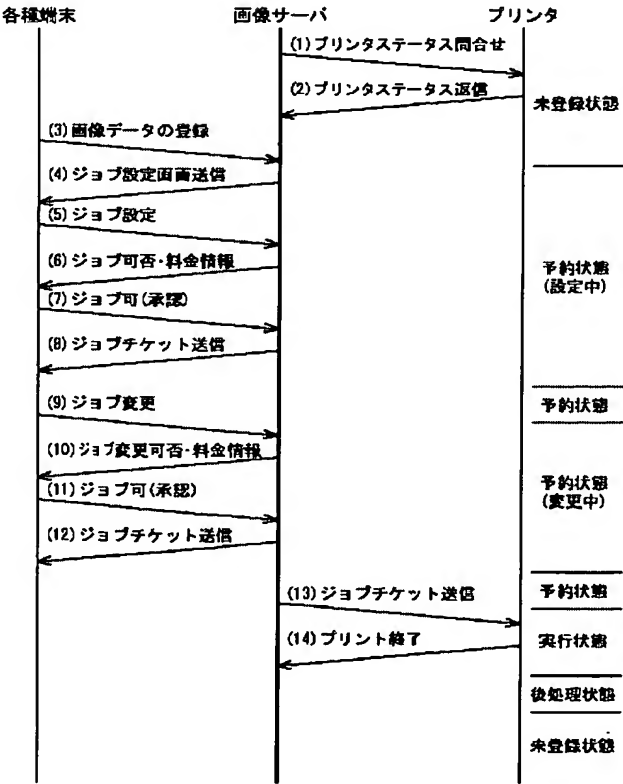 各種端末
画像サーバ
プリンタ
(1)プリンタステータス問合せ
(2)プリンタステータス返信
未登録状態
(3)画像データの登録
(4)ジョブ設定画面送信
(5)ジョブ設定
(6)ジョブ可否・料金情報
予約状態
(設定中)
(7)ジョブ可(承認)
(8)ジョブチケット送信
(9)ジョブ変更
予約状態
(10)ジョブ変更可否・料金情報
(11)ジョブ可(承認)
予約状態
(変更中)
(12)ジョブチケット送信
(13)ジョブチケット送信
予約状態
(14)プリント終了
実行状態
後処理状態
未登録状態